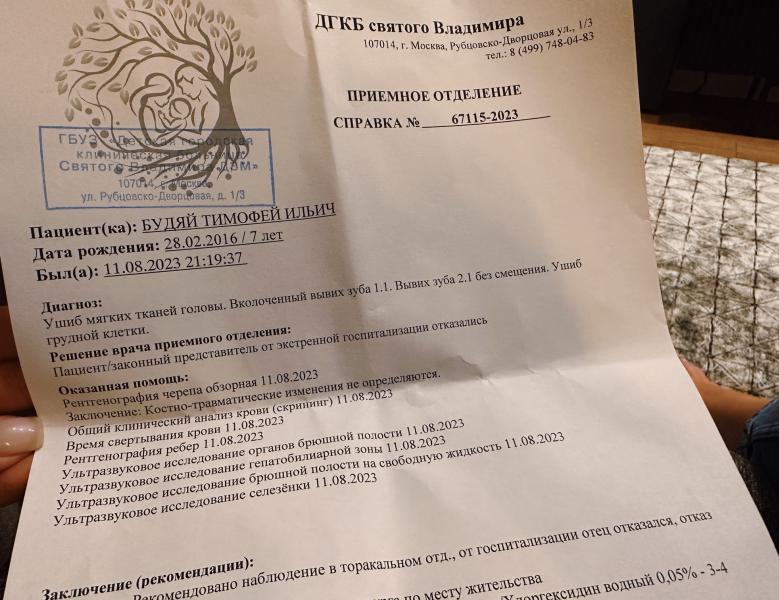 ДГКБ святого Владимира
107014, г. Москва, Рубцовско-Дворцовая ул., 1/3
тел.: 8 (499) 748-04-83
ПРИЕМНОЕ ОТДЕЛЕНИЕ
СПРАВКА № 67115-2023
ГБУЗ «Детская городская
клиническая больница
Святого Владимира ДЗМ»
107014, г. Москва
ул. Рубцовско-Дворцовая, д. 1/3
Пациент(ка): БУДЯЙ ТИМОФЕЙ ИЛЬИЧ
Дата рождения: 28.02.2016 / 7 лет
Был(а): 11.08.2023 21:19:37
Диагноз:
Ушиб мягких тканей головы. Вколоченный вывих зуба 1.1. Вывих зуба 2.1 без смещения. Ушиб
грудной клетки.
Решение врача приемного отделения:
Пациент/законный представитель от экстренной госпитализации отказались
Оказанная помощь:
Рентгенография черепа обзорная 11.08.2023
Заключение: Костно-травматические изменения не определяются.
Общий клинический анализ крови (скрининг) 11.08.2023
Время свертывания крови 11.08.2023
Рентгенография ребер 11.08.2023
Ультразвуковое исследование органов брюшной полости 11.08.2023
Ультразвуковое исследование гепатобилиарной зоны 11.08.2023
Ультразвуковое исследование брюшной полости на свободную жидкость 11.08.2023
Ультразвуковое исследование селезёнки 11.08.2023
Заключение (рекомендации):
Рекомендовано наблюдение в торакальном отд., от госпитализации отец отказался, отказ
по месту жительства
Хлоргексидин водный 0,05% - 3-4